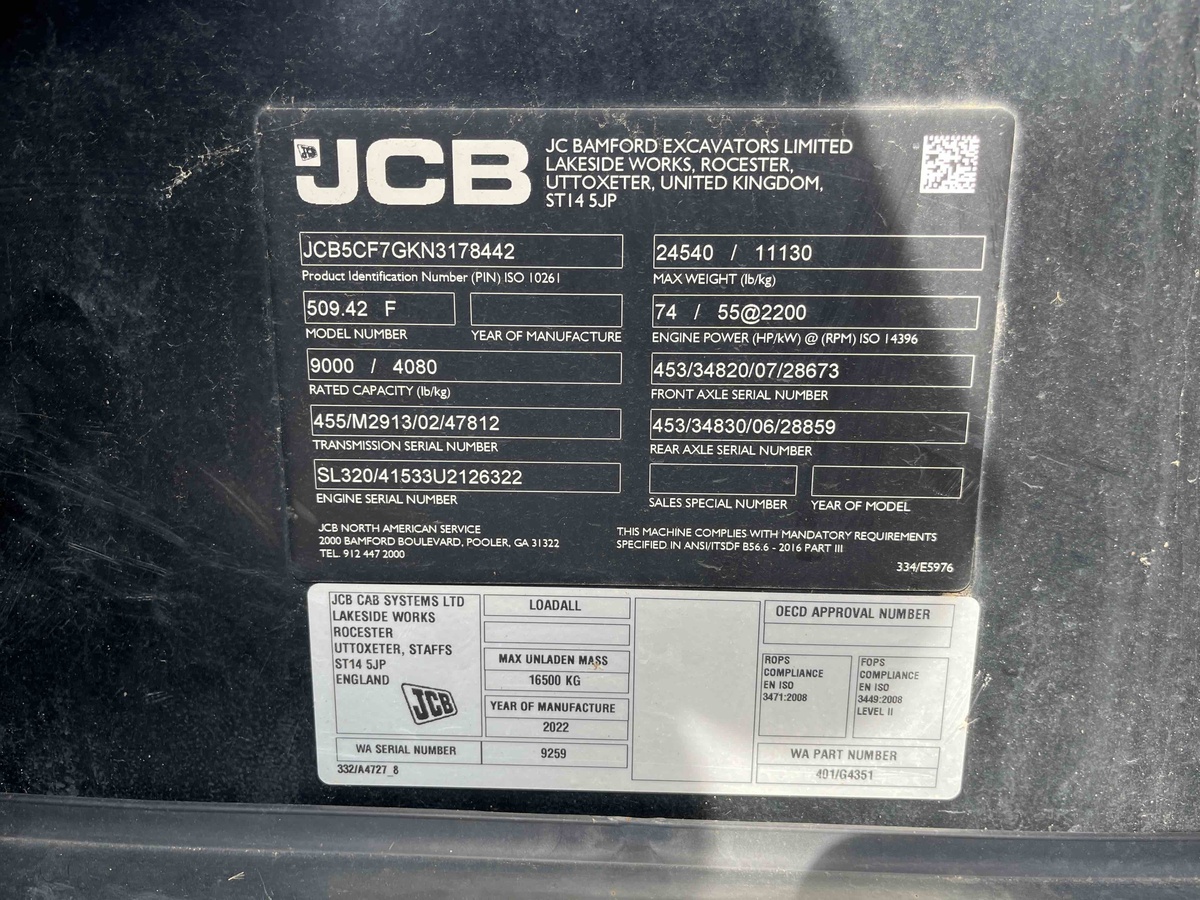 JCB
JC BAMFORD EXCAVATORS LIMITED
LAKESIDE WORKS, ROCESTER,
UTTOXETER, UNITED KINGDOM,
ST14 5JP
JCB5CF7GKN3178442
Product Identification Number (PIN) ISO 10261
24540 / 11130
MAX WEIGHT (lb/kg)
509.42 F
MODEL NUMBER
YEAR OF MANUFACTURE
74 / 55@2200
ENGINE POWER (HP/kW) @ (RPM) ISO 14396
9000 / 4080
RATED CAPACITY (lb/kg)
453/34820/07/28673
FRONT AXLE SERIAL NUMBER
455/M2913/02/47812
TRANSMISSION SERIAL NUMBER
453/34830/06/28859
REAR AXLE SERIAL NUMBER
SL320/41533U2126322
ENGINE SERIAL NUMBER
SALES SPECIAL NUMBER
YEAR OF MODEL
JCB NORTH AMERICAN SERVICE
2000 BAMFORD BOULEVARD, POOLER, GA 31322
TEL. 912 447 2000
THIS MACHINE COMPLIES WITH MANDATORY REQUIREMENTS
SPECIFIED IN ANSI/ITSDF B56.6 - 2016 PART III
334/E5976
JCB CAB SYSTEMS LTD
LAKESIDE WORKS
ROCESTER
UTTOXETER, STAFFS
ST14 5JP
ENGLAND
JCB
WA SERIAL NUMBER
332/A4727_8
LOADALL
MAX UNLADEN MASS
16500 KG
YEAR OF MANUFACTURE
2022
9259
OECD APPROVAL NUMBER
ROPS
COMPLIANCE
EN ISO
3471:2008
FOPS
COMPLIANCE
EN ISO
3449:2008
LEVEL II
WA PART NUMBER
401/G4351